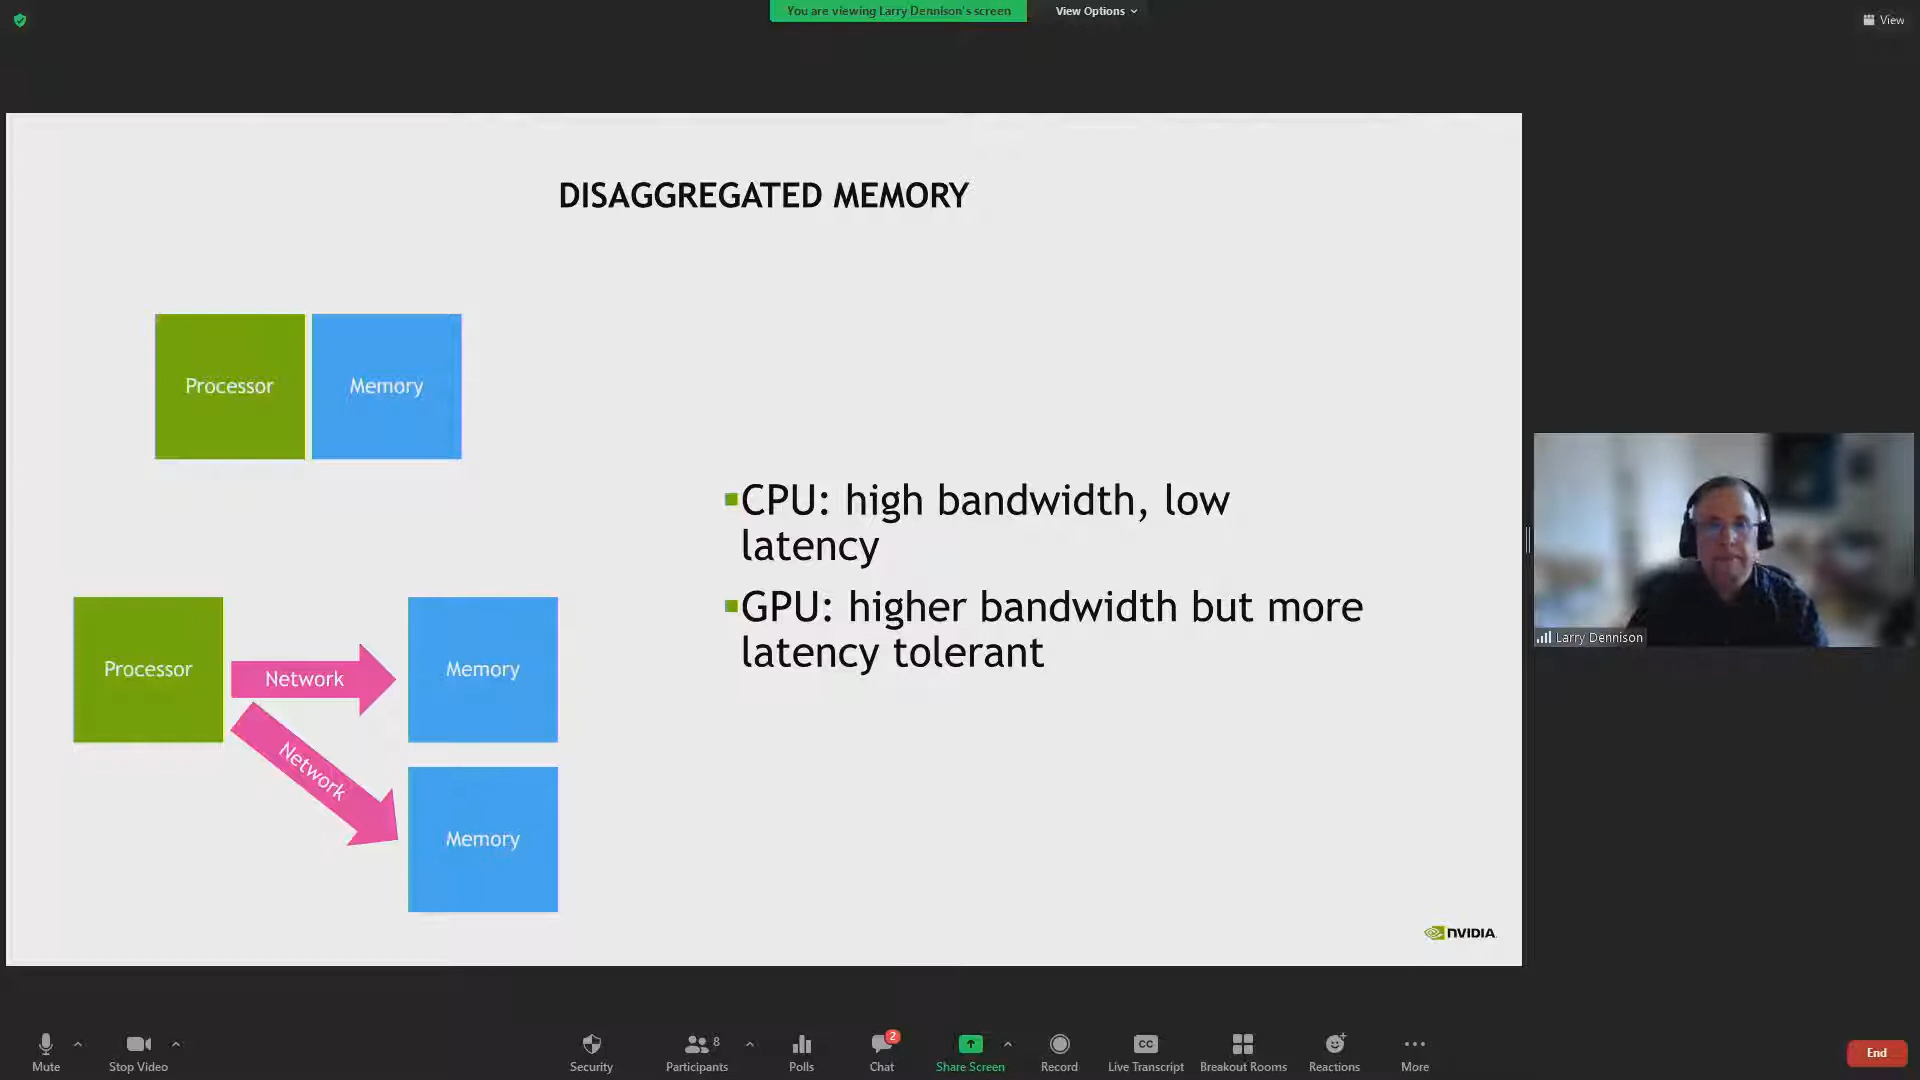 You are viewing Larry Dennison's screen
View Options
View
DISAGGREGATED MEMORY
Processor
Memory
CPU: high bandwidth, low
latency
GPU: higher bandwidth but more
latency tolerant
Processor
Network
Memory
Network
Memory
NVIDIA
Larry Dennison
Mute
Stop Video
Security
Participants
8
Polls
Chat
2
Share Screen
Record
CC
Live Transcript
Breakout Rooms
Reactions
More
End